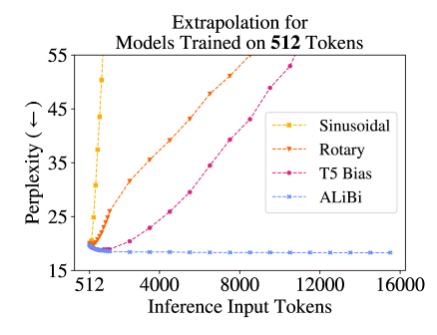 Extrapolation for
Models Trained on 512 Tokens
Perplexity (←)
55
45
35
25
15
Sinusoidal
Rotary
T5 Bias
ALiBi
512 4000 8000 12000 16000
Inference Input Tokens